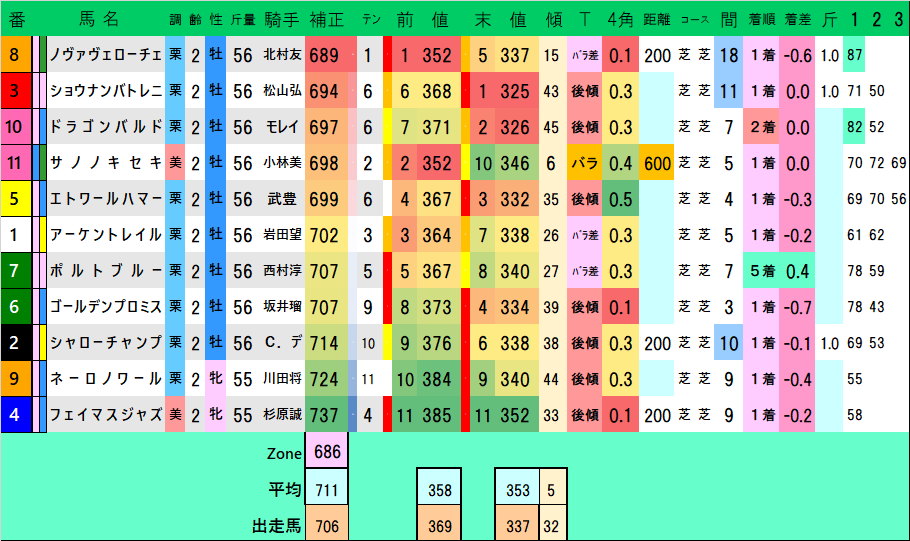 番 馬名 調 齢 性 斤量 騎手 補正 テン 前 値 末 値 傾 T 4角 距離 コース 間 着順 着差 斤 1 2 3
8 ノヴァヴェローチェ 栗 2 牡 56 北村友 689 1 1 352 5 337 15 バラ差 0.1 200 芝 芝 18 1着 -0.6 1.0 87
3 ショウナンバトレニ 栗 2 牡 56 松山弘 694 6 6 368 1 325 43 後傾 0.3 芝 芝 11 1着 0.0 1.0 71 50
10 ドラゴンバルド 栗 2 牡 56 モレイ 697 6 7 371 2 326 45 後傾 0.3 芝 芝 7 2着 0.0 82 52
11 サノノキセキ 美 2 牡 56 小林美 698 2 2 352 10 346 6 バラ 0.4 600 芝 芝 5 1着 0.0 70 72 69
5 エトワールハマー 栗 2 牡 56 武豊 699 6 4 367 3 332 35 後傾 0.5 芝 芝 4 1着 -0.3 69 70 56
1 アーケントレイル 栗 2 牡 56 岩田望 702 3 3 364 7 338 26 バラ差 0.3 芝 芝 5 1着 -0.2 61 62
7 ポルトブルー 栗 2 牡 56 西村淳 707 5 5 367 8 340 27 バラ差 0.3 芝 芝 7 5着 0.4 78 59
6 ゴールデンプロミス 栗 2 牡 56 坂井瑠 707 9 8 373 4 334 39 後傾 0.1 芝 芝 3 1着 -0.7 78 43
2 シャローチャンプ 栗 2 牡 56 C.デ 714 10 9 376 6 338 38 後傾 0.3 200 芝 芝 10 1着 -0.1 1.0 69 53
9 ネーロノワール 栗 2 牝 55 川田将 724 11 10 384 9 340 44 後傾 0.3 芝 芝 9 1着 -0.4 55
4 フェイマスジャズ 美 2 牝 55 杉原誠 737 4 11 385 11 352 33 後傾 0.1 200 芝 芝 9 1着 -0.2 58
Zone 686
平均 711 358 353 5
出走馬 706 369 337 32